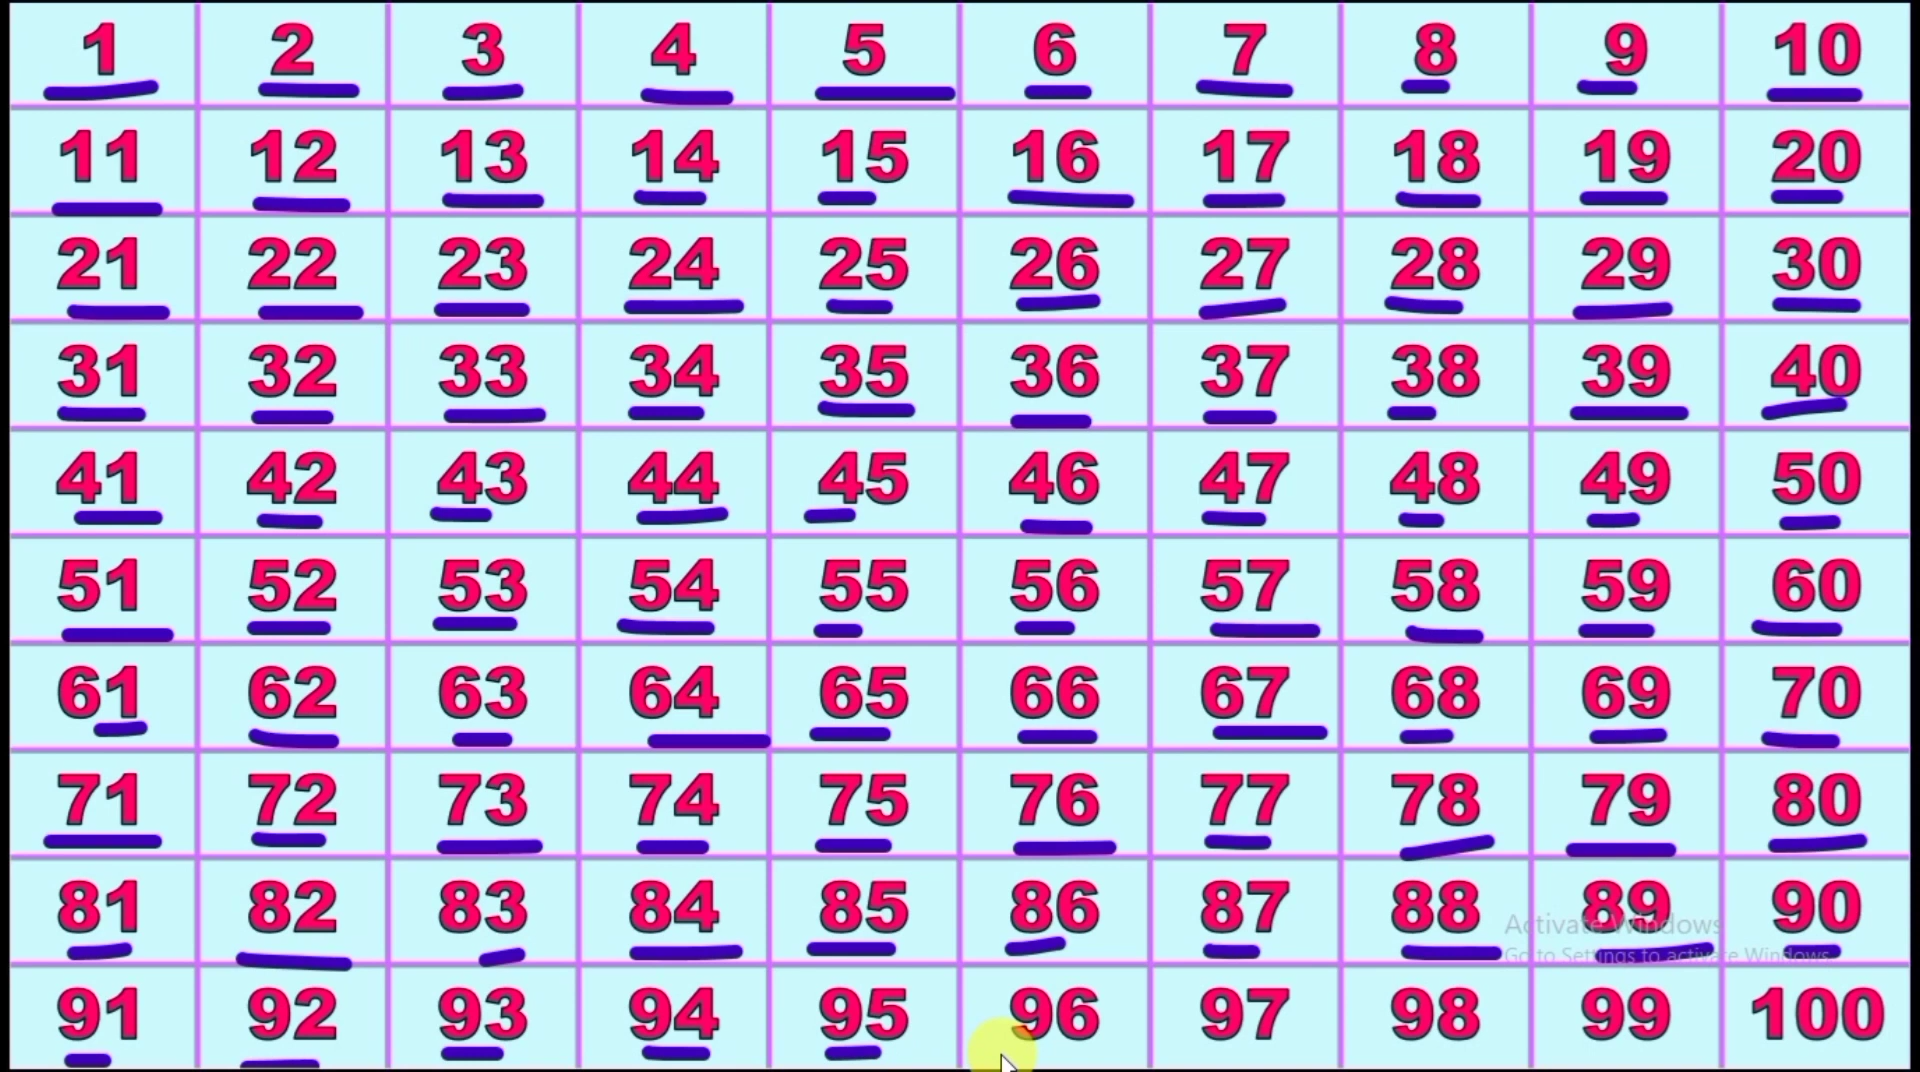 1 2 3 4 5 6 7 8 9 10
11 12 13 14 15 16 17 18 19 20
21 22 23 24 25 26 27 28 29 30
31 32 33 34 35 36 37 38 39 40
41 42 43 44 45 46 47 48 49 50
51 52 53 54 55 56 57 58 59 60
61 62 63 64 65 66 67 68 69 70
71 72 73 74 75 76 77 78 79 80
81 82 83 84 85 86 87 88 89 90
Activate Windows
Go to Settings to activate Windows.
91 92 93 94 95 96 97 98 99 100